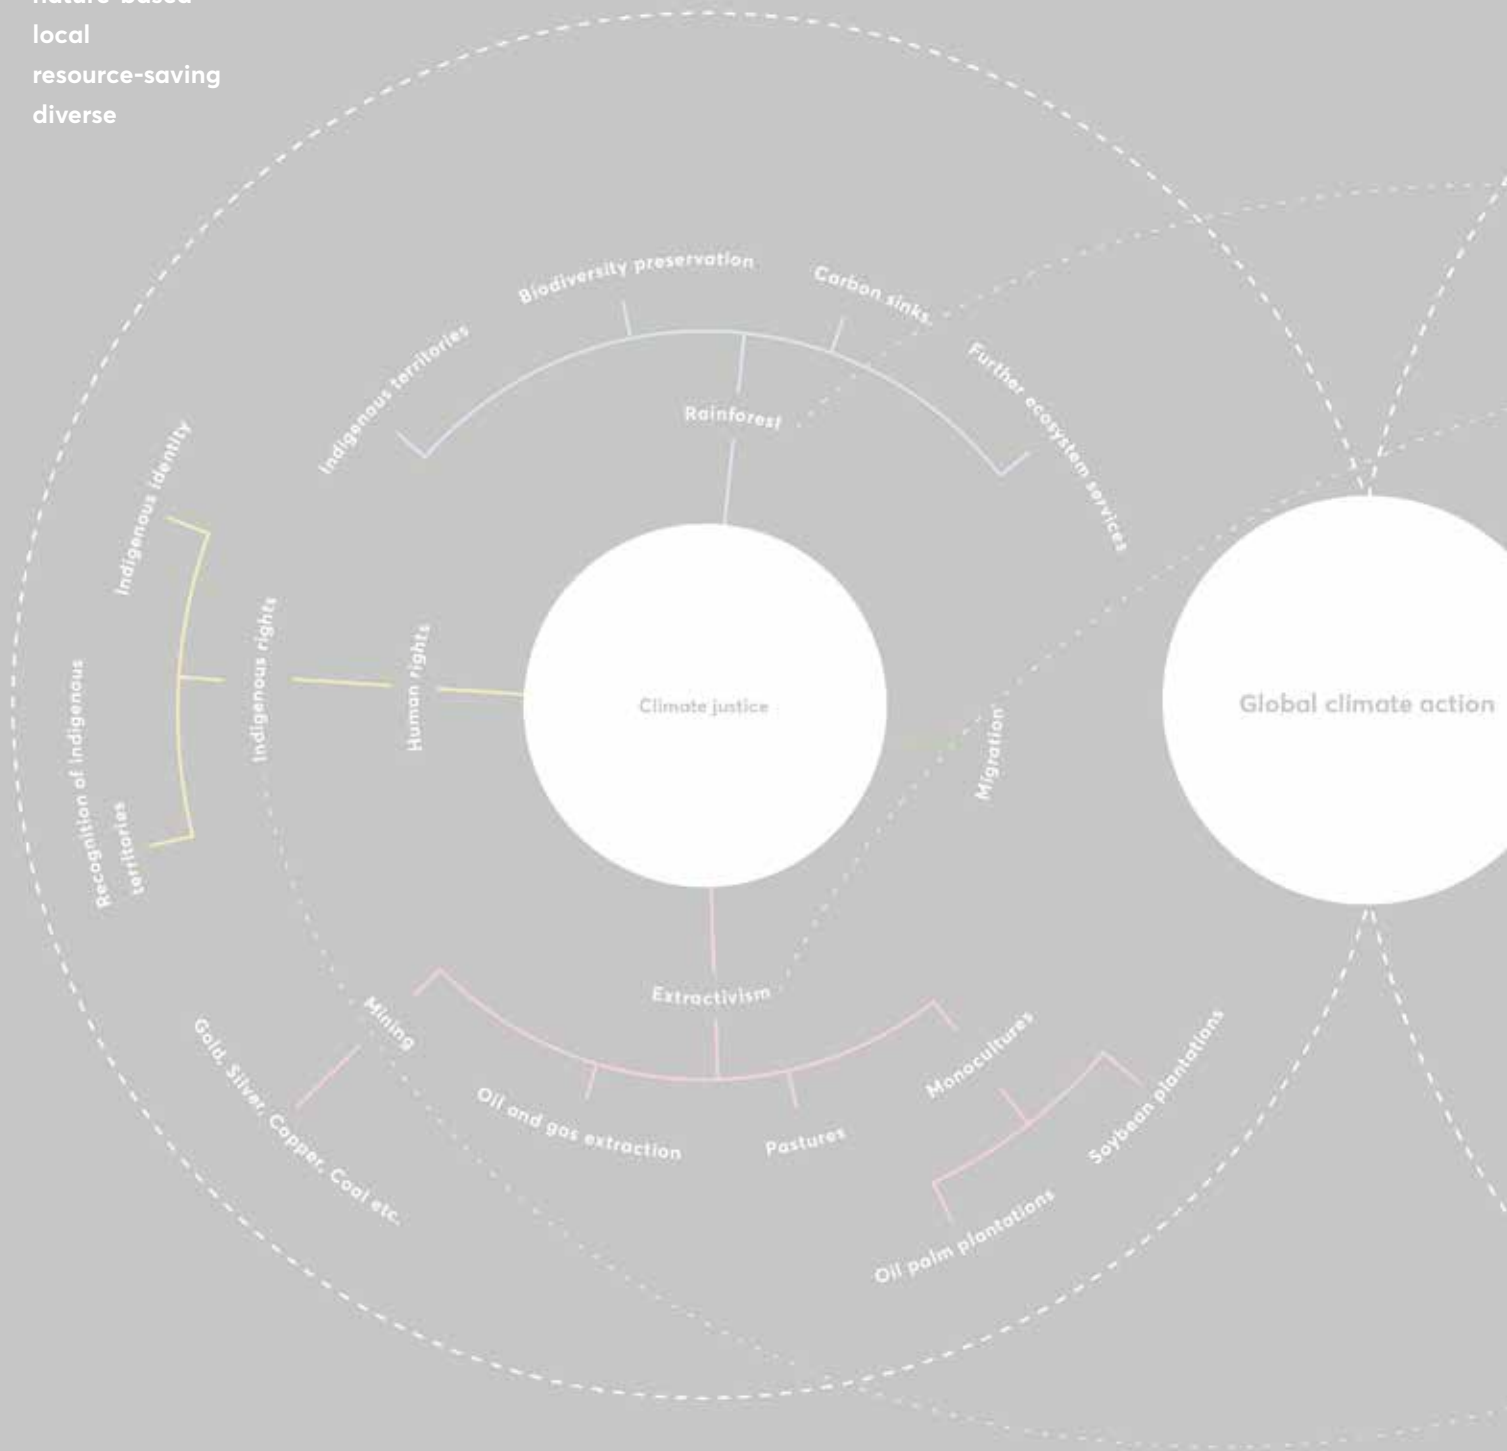 nature-based
local
resource-saving
diverse
Biodiversity preservation
Carbon sinks
Indigenous territories
Further ecosystem services
Rainforest
Indigenous identity
Indigenous rights
Human rights
Climate justice
Global climate action
Recognition of indigenous
territories
Migration
Extractivism
Mining
Gold, Silver, Copper, Coal etc.
Oil and gas extraction
Pastures
Monocultures
Soybean plantations
Oil palm plantations